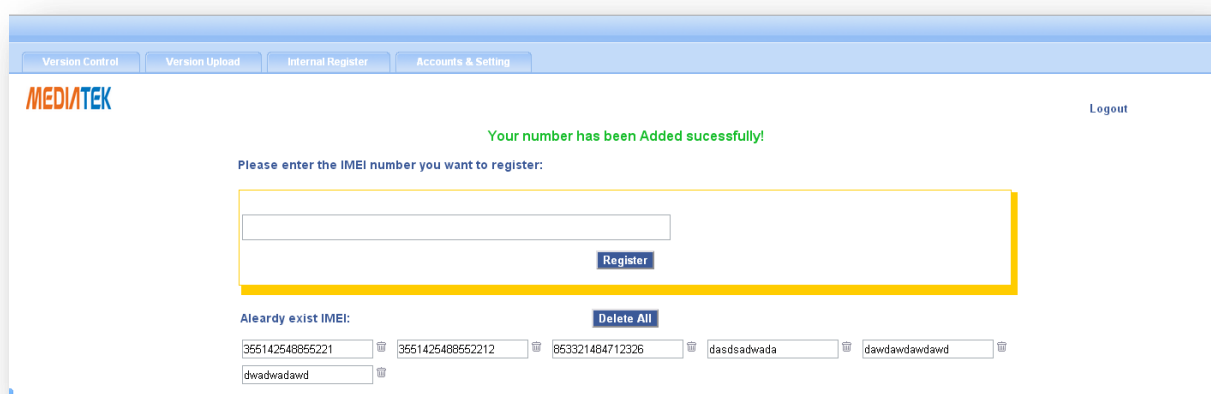 Version Control Version Upload Internal Register Accounts & Setting
MEDIATEK
Logout
Your number has been Added sucessfully!
Please enter the IMEI number you want to register:
Register
Aleardy exist IMEI: Delete All
355142548855221 3551425488552212 853321484712326 dasdsadwada dawdawdawdawd
dwadwadawd